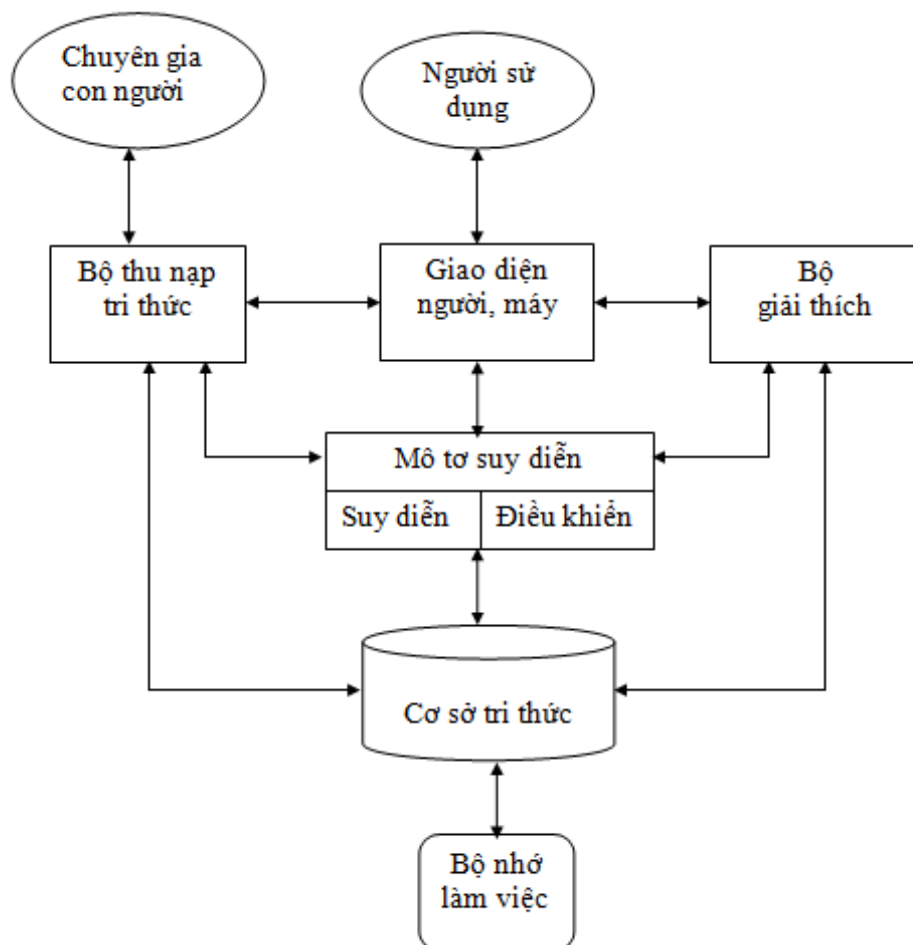 Chuyên gia
con người
Người sử
dụng
Bộ thu nạp
tri thức
Giao diện
người, máy
Bộ
giải thích
Mô tơ suy diễn
Suy diễn
Điều khiển
Cơ sở tri thức
Bộ nhớ
làm việc